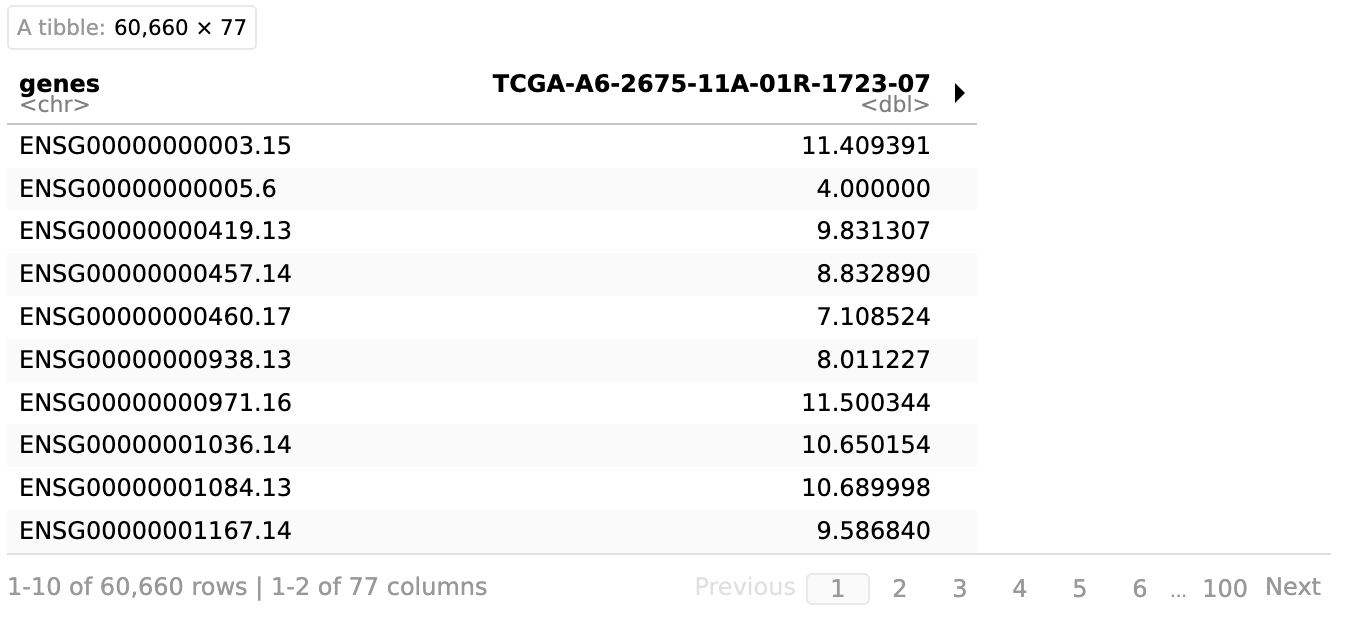 A tibble: 60,660 × 77
genes TCGA-A6-2675-11A-01R-1723-07
<chr> <dbl>
ENSG00000000003.15 11.409391
ENSG00000000005.6 4.000000
ENSG00000000419.13 9.831307
ENSG00000000457.14 8.832890
ENSG00000000460.17 7.108524
ENSG00000000938.13 8.011227
ENSG00000000971.16 11.500344
ENSG00000001036.14 10.650154
ENSG00000001084.13 10.689998
ENSG00000001167.14 9.586840
1-10 of 60,660 rows | 1-2 of 77 columns Previous 1 2 3 4 5 6 ... 100 Next